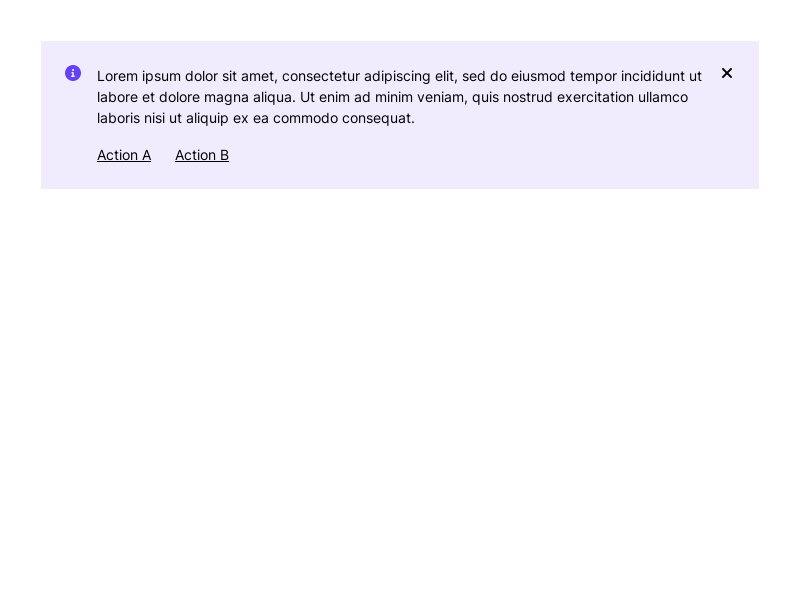 Lorem ipsum dolor sit amet, consectetur adipiscing elit, sed do eiusmod tempor incididunt ut
labore et dolore magna aliqua. Ut enim ad minim veniam, quis nostrud exercitation ullamco
laboris nisi ut aliquip ex ea commodo consequat.
Action A Action B